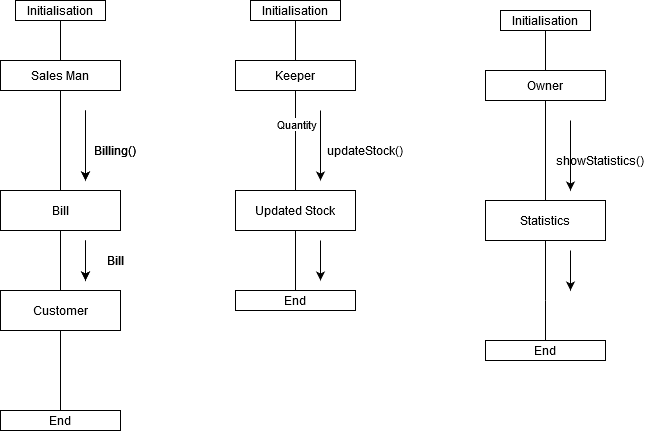 Initialisation
Sales Man
Billing()
Bill
Bill
Customer
End
Initialisation
Keeper
Quantity
updateStock()
Updated Stock
End
Initialisation
Owner
showStatistics()
Statistics
End